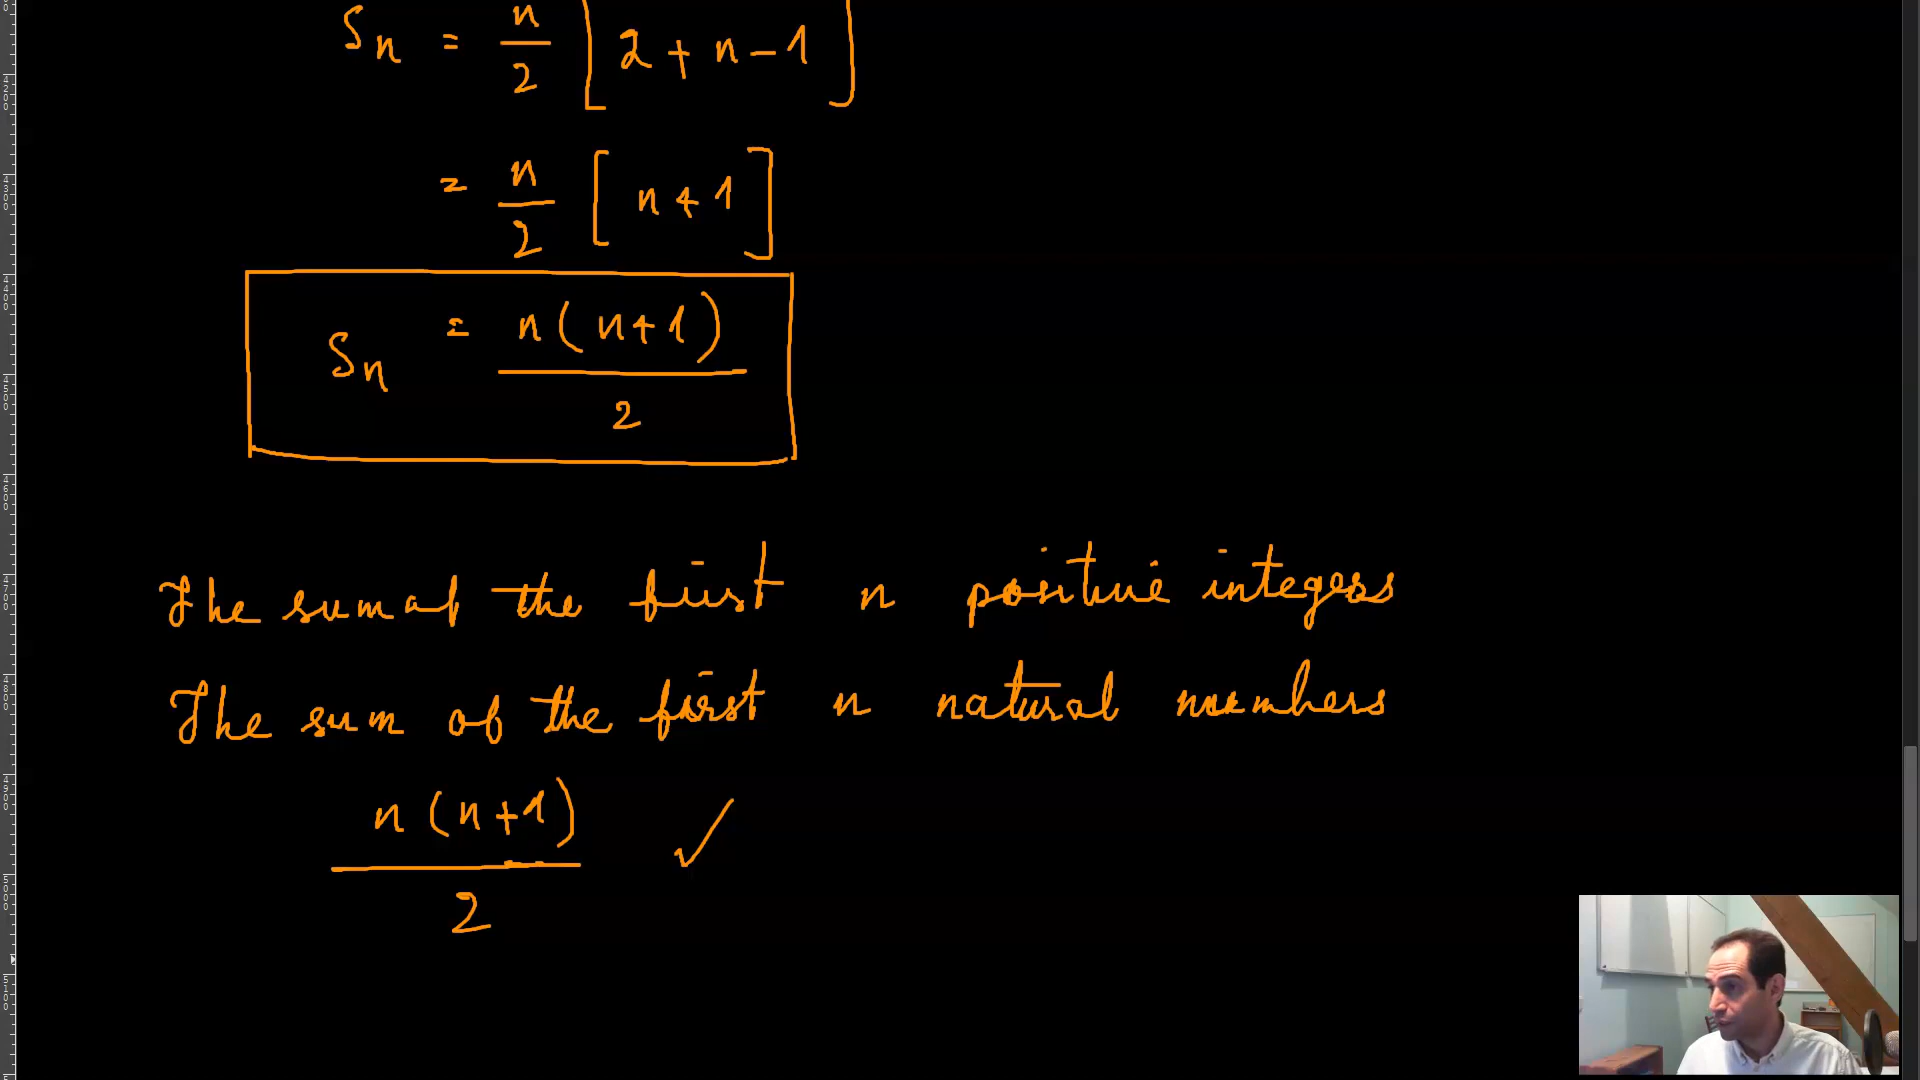 Sn = n/2 [2 + n - 1]
= n/2 [n + 1]
Sn = n(n+1)/2
The sum of the first n positive integers
The sum of the first n natural numbers
n(n+1)/2 ✓